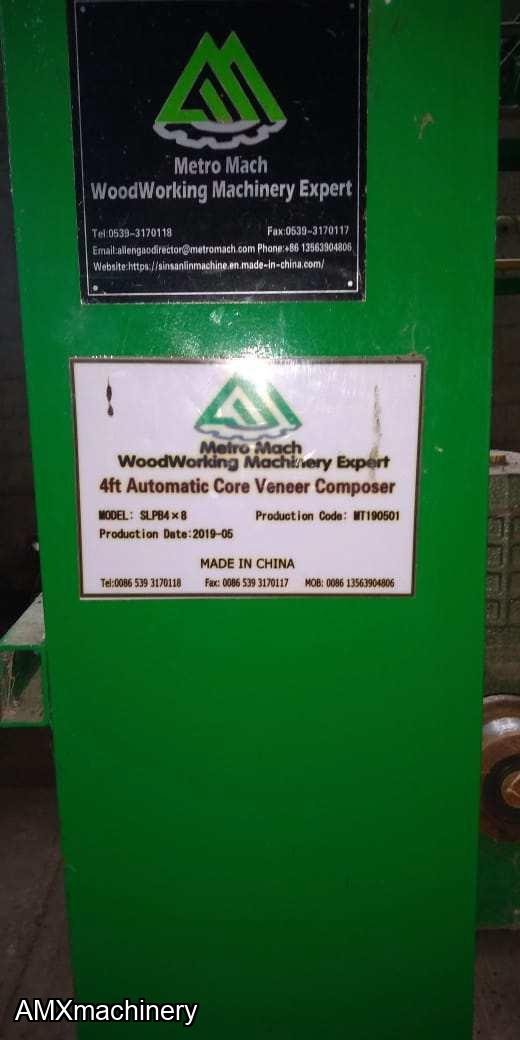 Metro Mach
WoodWorking Machinery Expert
Tel:0539-3170118 Fax:0539-3170117
Email:allengaodirector@metromach.com Phone:+86 13563904806
Website:https://sinsanlinmachine.en.made-in-china.com/
Metro Mach
WoodWorking Machinery Expert
4ft Automatic Core Veneer Composer
MODEL: SLPB4×8 Production Code: MT190501
Production Date:2019-05
MADE IN CHINA
Tel:0086 539 3170118 Fax: 0086 539 3170117 MOB: 0086 13563904806
AMXmachinery